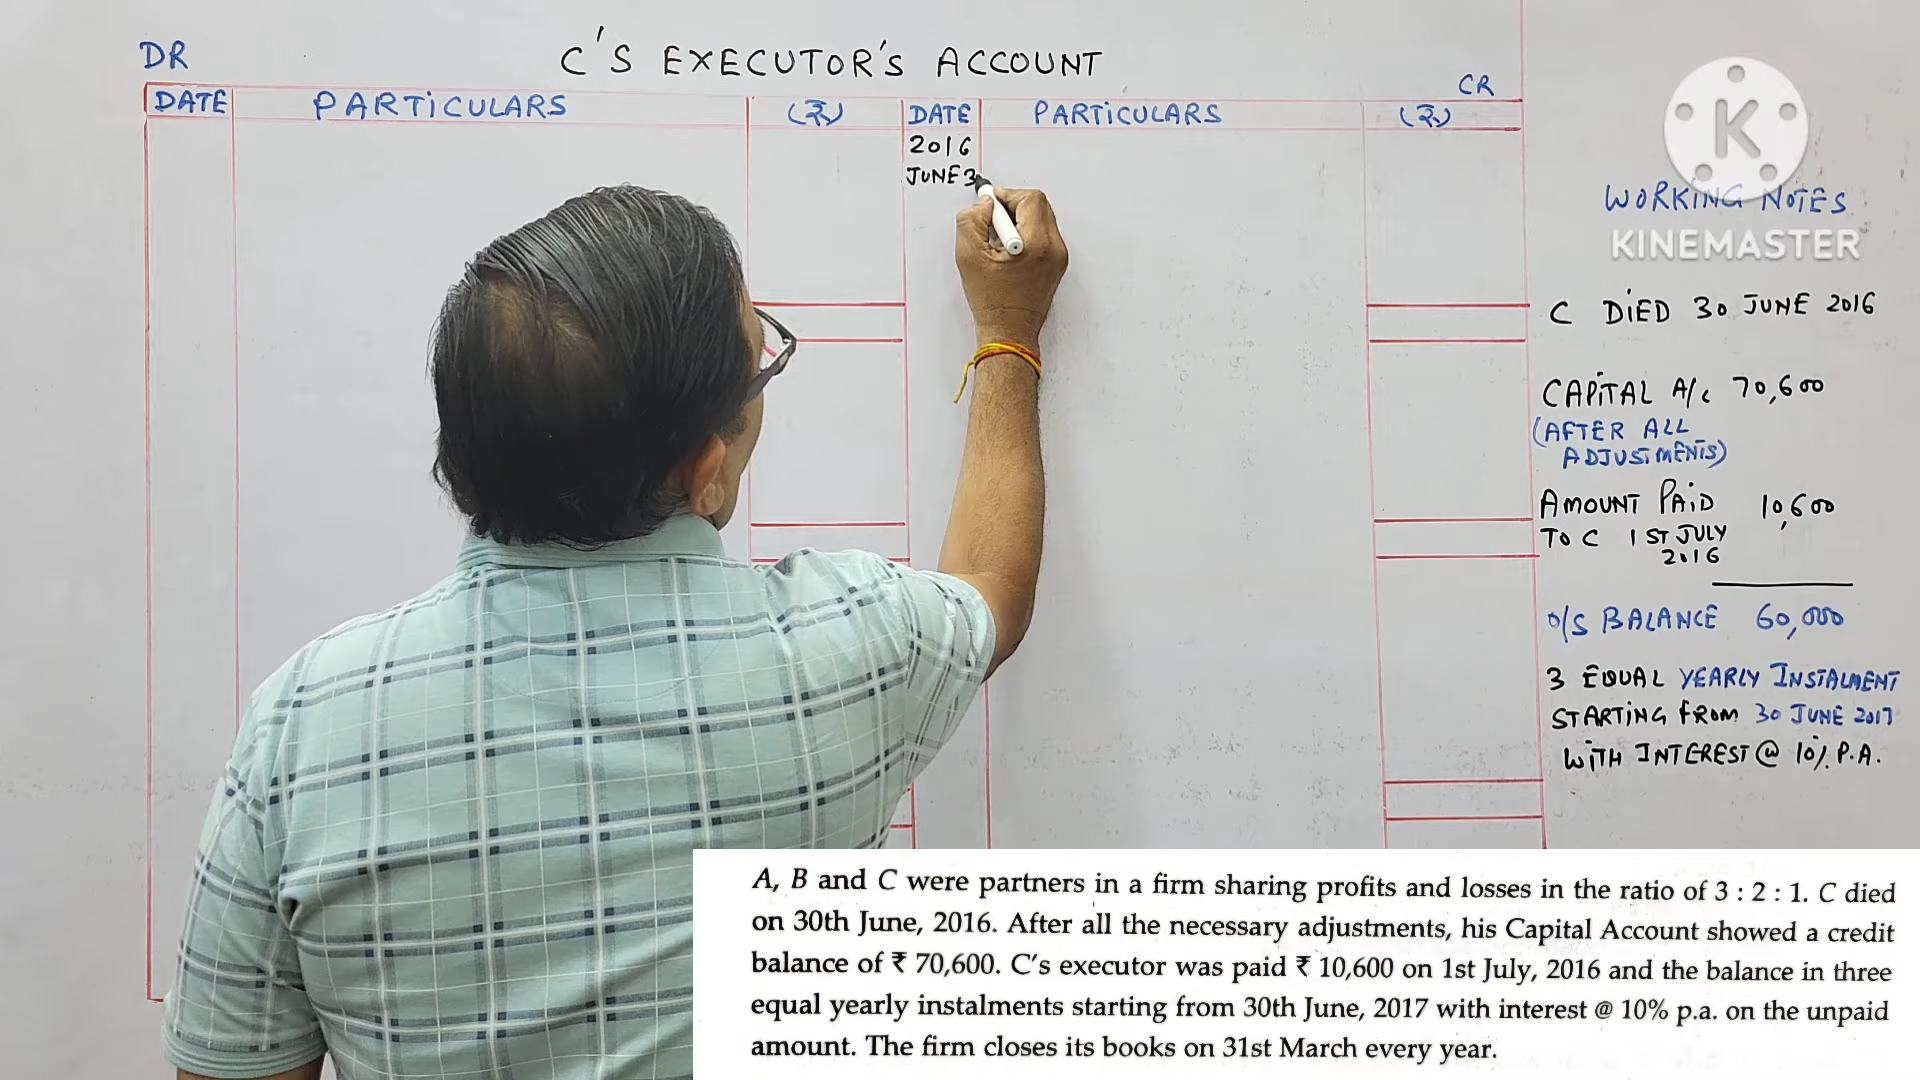 C'S EXECUTOR'S ACCOUNT
DR
CR
DATE PARTICULARS (₹) DATE PARTICULARS (₹)
2016
JUNE 3
K
WORKING NOTES
KINEMASTER
C DIED 30 JUNE 2016
CAPITAL A/c 70,600
(AFTER ALL
ADJUSTMENTS)
AMOUNT PAID 10,600
TO C 1 ST JULY
2016
O/S BALANCE 60,000
3 EQUAL YEARLY INSTALMENT
STARTING FROM 30 JUNE 2017
WITH INTEREST @ 10% P.A.
A, B and C were partners in a firm sharing profits and losses in the ratio of 3 : 2 : 1. C died
on 30th June, 2016. After all the necessary adjustments, his Capital Account showed a credit
balance of ₹ 70,600. C's executor was paid ₹ 10,600 on 1st July, 2016 and the balance in three
equal yearly instalments starting from 30th June, 2017 with interest @ 10% p.a. on the unpaid
amount. The firm closes its books on 31st March every year.